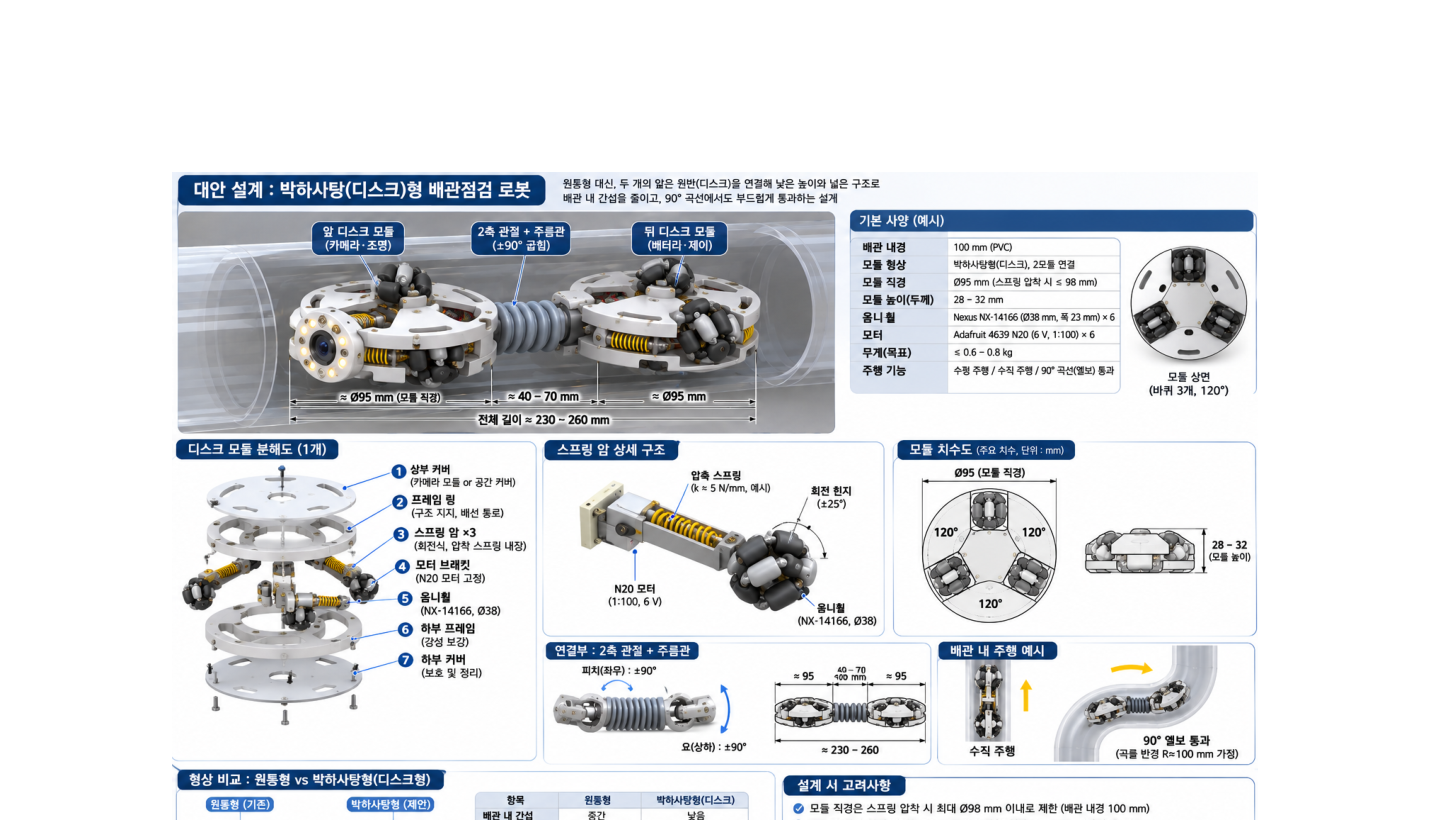 대안 설계 : 박하사탕(디스크)형 배관점검 로봇
원통형 대신, 두 개의 얇은 원반(디스크)을 연결해 낮은 높이와 넓은 구조로
배관 내 간섭을 줄이고, 90° 곡선에서도 부드럽게 통과하는 설계
앞 디스크 모듈
(카메라·조명)
2축 관절 + 주름관
(±90° 굽힘)
뒤 디스크 모듈
(배터리·제어)
≈ Ø95 mm (모듈 직경)
≈ 40 – 70 mm
≈ Ø95 mm
전체 길이 ≈ 230 ~ 260 mm
기본 사양 (예시)
배관 내경 100 mm (PVC)
모듈 형상 박하사탕형(디스크), 2모듈 연결
모듈 직경 Ø95 mm (스프링 압착 시 ≤ 98 mm)
모듈 높이(두께) 28 – 32 mm
옴니 휠 Nexus NX-14166 (Ø38 mm, 폭 23 mm) × 6
모터 Adafruit 4639 N20 (6 V, 1:100) × 6
무게(목표) ≤ 0.6 – 0.8 kg
주행 기능 수평 주행 / 수직 주행 / 90° 곡선(엘보) 통과
모듈 상면
(바퀴 3개, 120°)
디스크 모듈 분해도 (1개)
1 상부 커버
(카메라 모듈 or 공간 커버)
2 프레임 링
(구조 지지, 배선 통로)
3 스프링 암 ×3
(회전식, 압착 스프링 내장)
4 모터 브래킷
(N20 모터 고정)
5 옴니휠
(NX-14166, Ø38)
6 하부 프레임
(강성 보강)
7 하부 커버
(보호 및 정리)
스프링 암 상세 구조
압축 스프링
(k ≈ 5 N/mm, 예시)
회전 힌지
(±25°)
N20 모터
(1:100, 6 V)
옴니휠
(NX-14166, Ø38)
모듈 치수도 (주요 치수, 단위 : mm)
Ø95 (모듈 직경)
120°
120°
120°
28 – 32
(모듈 높이)
연결부 : 2축 관절 + 주름관
피치(좌우) : ±90°
요(상하) : ±90°
≈ 95
40 – 70
100 mm
≈ 95
≈ 230 – 260
배관 내 주행 예시
수직 주행
90° 엘보 통과
(곡률 반경 R≈100 mm 가정)
형상 비교 : 원통형 vs 박하사탕형(디스크형)
원통형 (기존)
박하사탕형 (제안)
항목 원통형 박하사탕형(디스크)
배관 내 간섭 중간 낮음
설계 시 고려사항
모듈 직경은 스프링 압착 시 최대 Ø98 mm 이내로 제한 (배관 내경 100 mm)